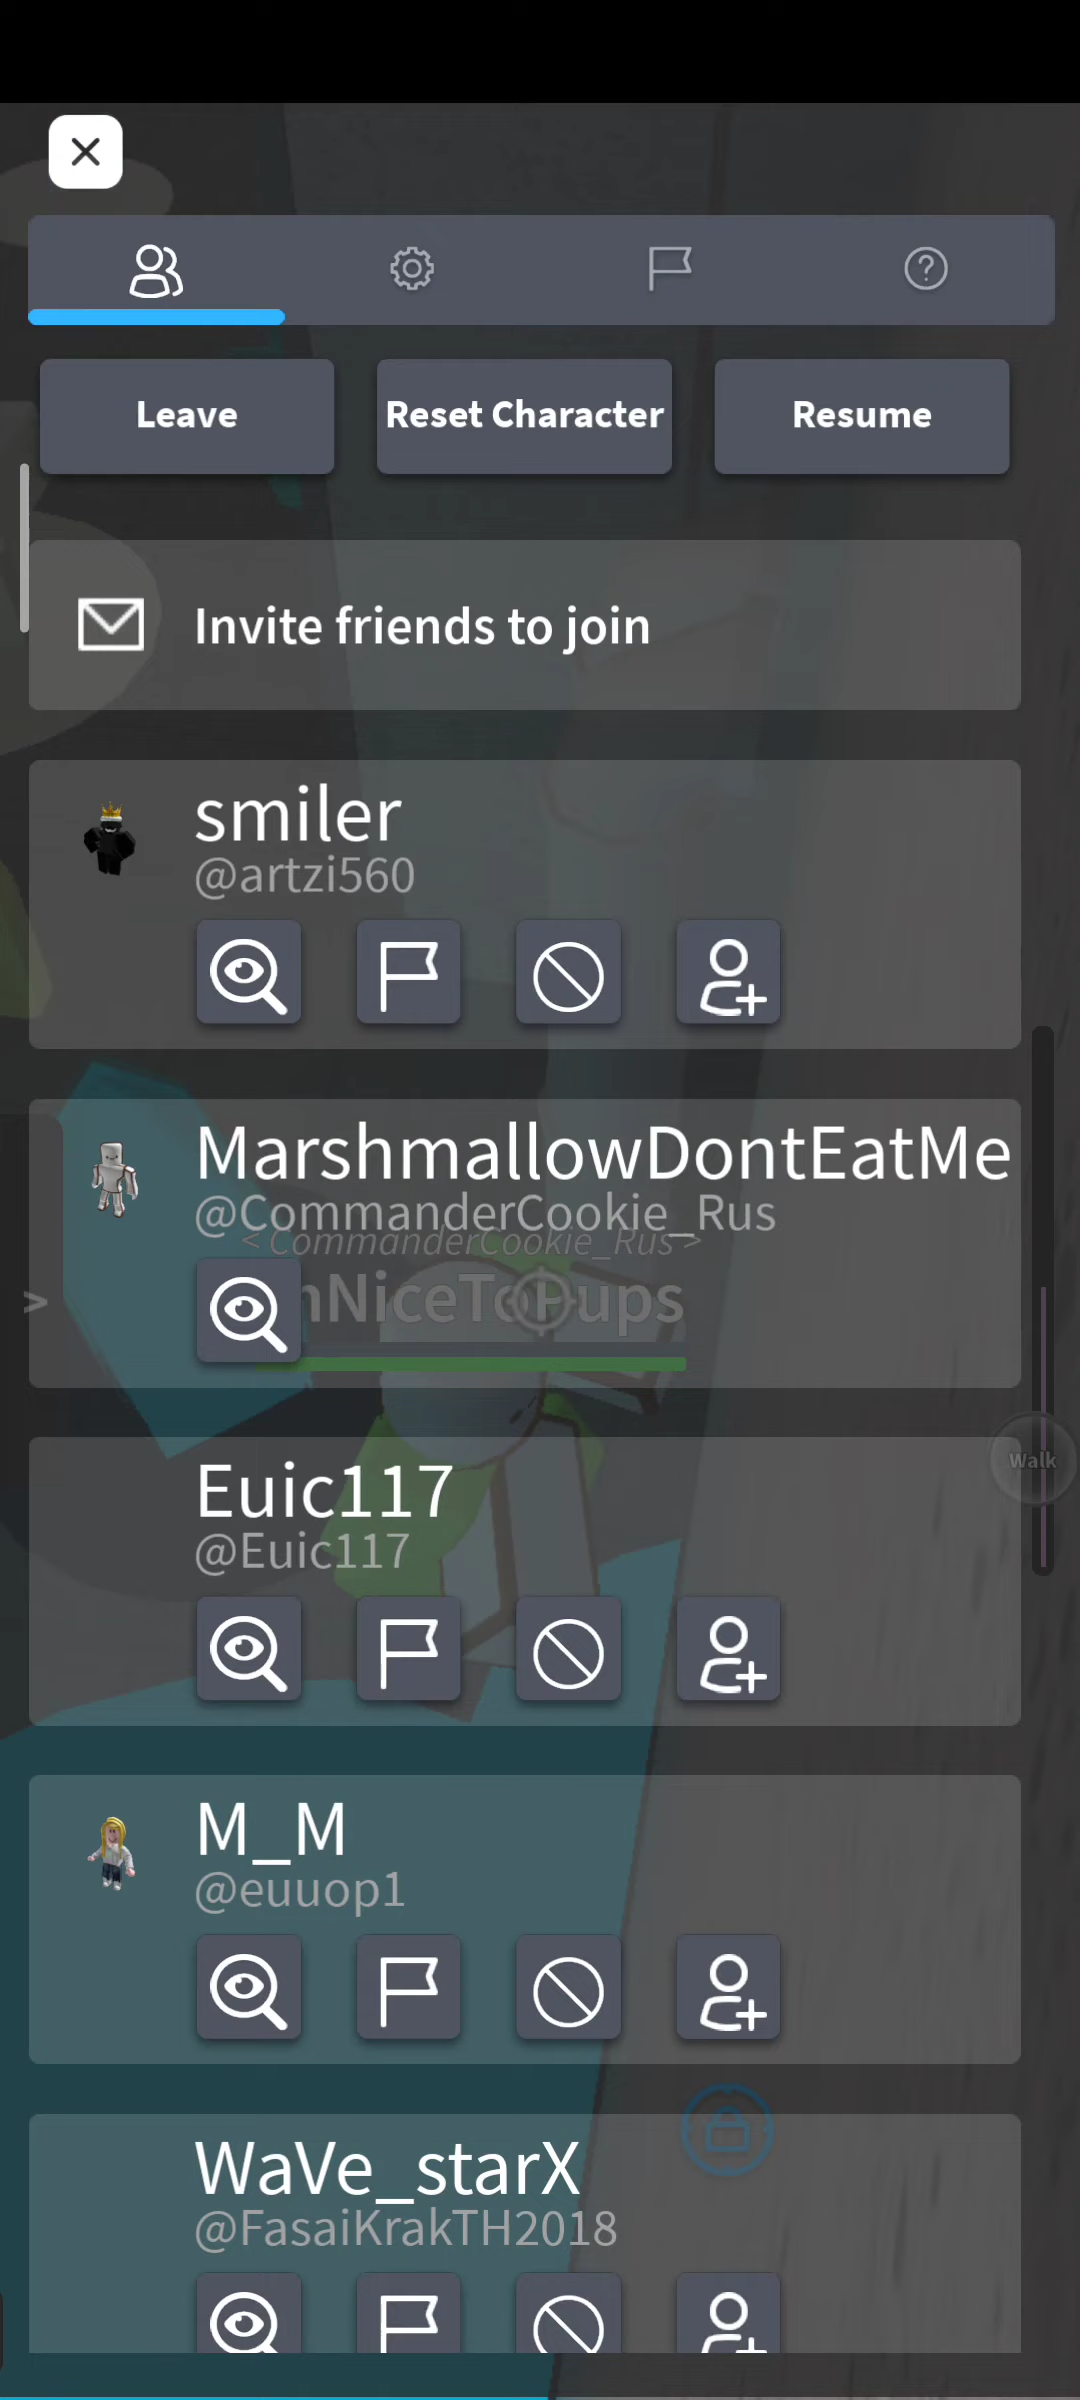 Leave
Reset Character
Resume
Invite friends to join
smiler
@artzi560
MarshmallowDontEatMe
@CommanderCookie_Rus
< CommanderCookie_Rus >
nNiceToPups
>
Euic117
@Euic117
Walk
M_M
@euuop1
WaVe_starX
@FasaiKrakTH2018